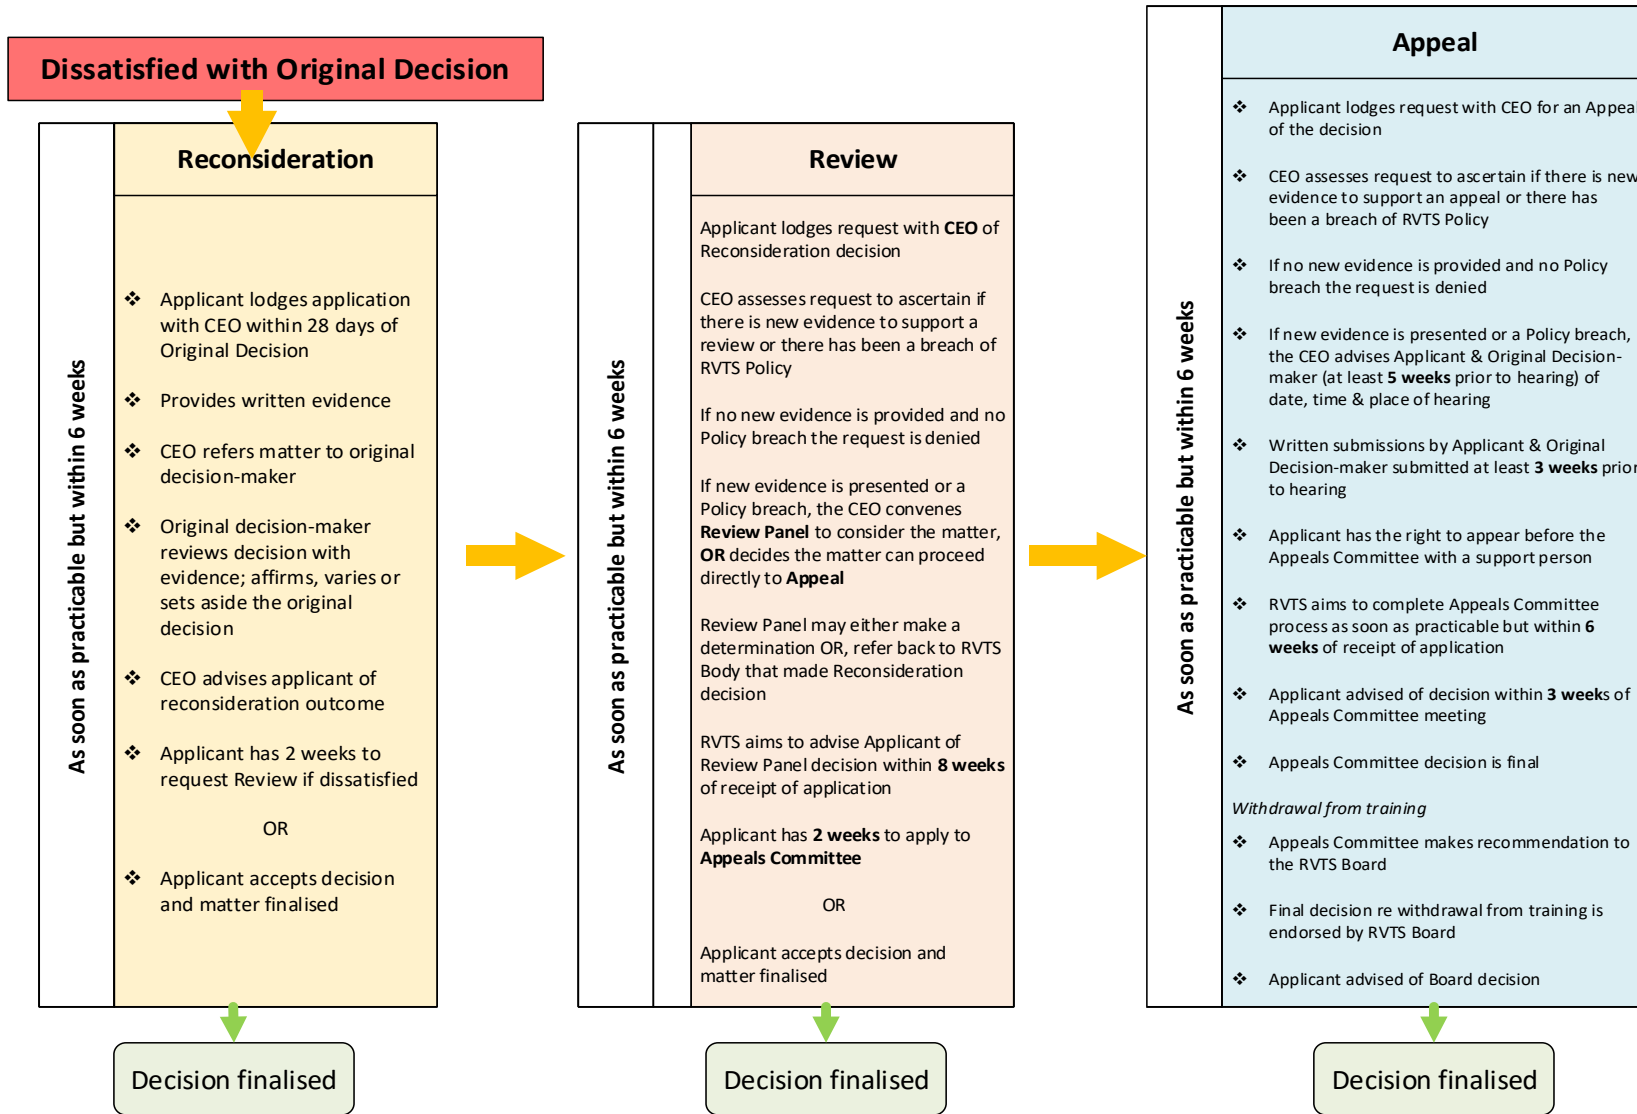 Dissatisfied with Original Decision
As soon as practicable but within 6 weeks
Reconsideration
❖ Applicant lodges application
with CEO within 28 days of
Original Decision
❖ Provides written evidence
❖ CEO refers matter to original
decision-maker
❖ Original decision-maker
reviews decision with
evidence; affirms, varies or
sets aside the original
decision
❖ CEO advises applicant of
reconsideration outcome
❖ Applicant has 2 weeks to
request Review if dissatisfied
OR
❖ Applicant accepts decision
and matter finalised
Decision finalised
As soon as practicable but within 6 weeks
Review
Applicant lodges request with CEO of
Reconsideration decision
CEO assesses request to ascertain if
there is new evidence to support a
review or there has been a breach of
RVTS Policy
If no new evidence is provided and no
Policy breach the request is denied
If new evidence is presented or a
Policy breach, the CEO convenes
Review Panel to consider the matter,
OR decides the matter can proceed
directly to Appeal
Review Panel may either make a
determination OR, refer back to RVTS
Body that made Reconsideration
decision
RVTS aims to advise Applicant of
Review Panel decision within 8 weeks
of receipt of application
Applicant has 2 weeks to apply to
Appeals Committee
OR
Applicant accepts decision and
matter finalised
Decision finalised
As soon as practicable but within 6 weeks
Appeal
❖ Applicant lodges request with CEO for an Appeal
of the decision
❖ CEO assesses request to ascertain if there is new
evidence to support an appeal or there has
been a breach of RVTS Policy
❖ If no new evidence is provided and no Policy
breach the request is denied
❖ If new evidence is presented or a Policy breach,
the CEO advises Applicant & Original Decision-
maker (at least 5 weeks prior to hearing) of
date, time & place of hearing
❖ Written submissions by Applicant & Original
Decision-maker submitted at least 3 weeks prior
to hearing
❖ Applicant has the right to appear before the
Appeals Committee with a support person
❖ RVTS aims to complete Appeals Committee
process as soon as practicable but within 6
weeks of receipt of application
❖ Applicant advised of decision within 3 weeks of
Appeals Committee meeting
❖ Appeals Committee decision is final
Withdrawal from training
❖ Appeals Committee makes recommendation to
the RVTS Board
❖ Final decision re withdrawal from training is
endorsed by RVTS Board
❖ Applicant advised of Board decision
Decision finalised